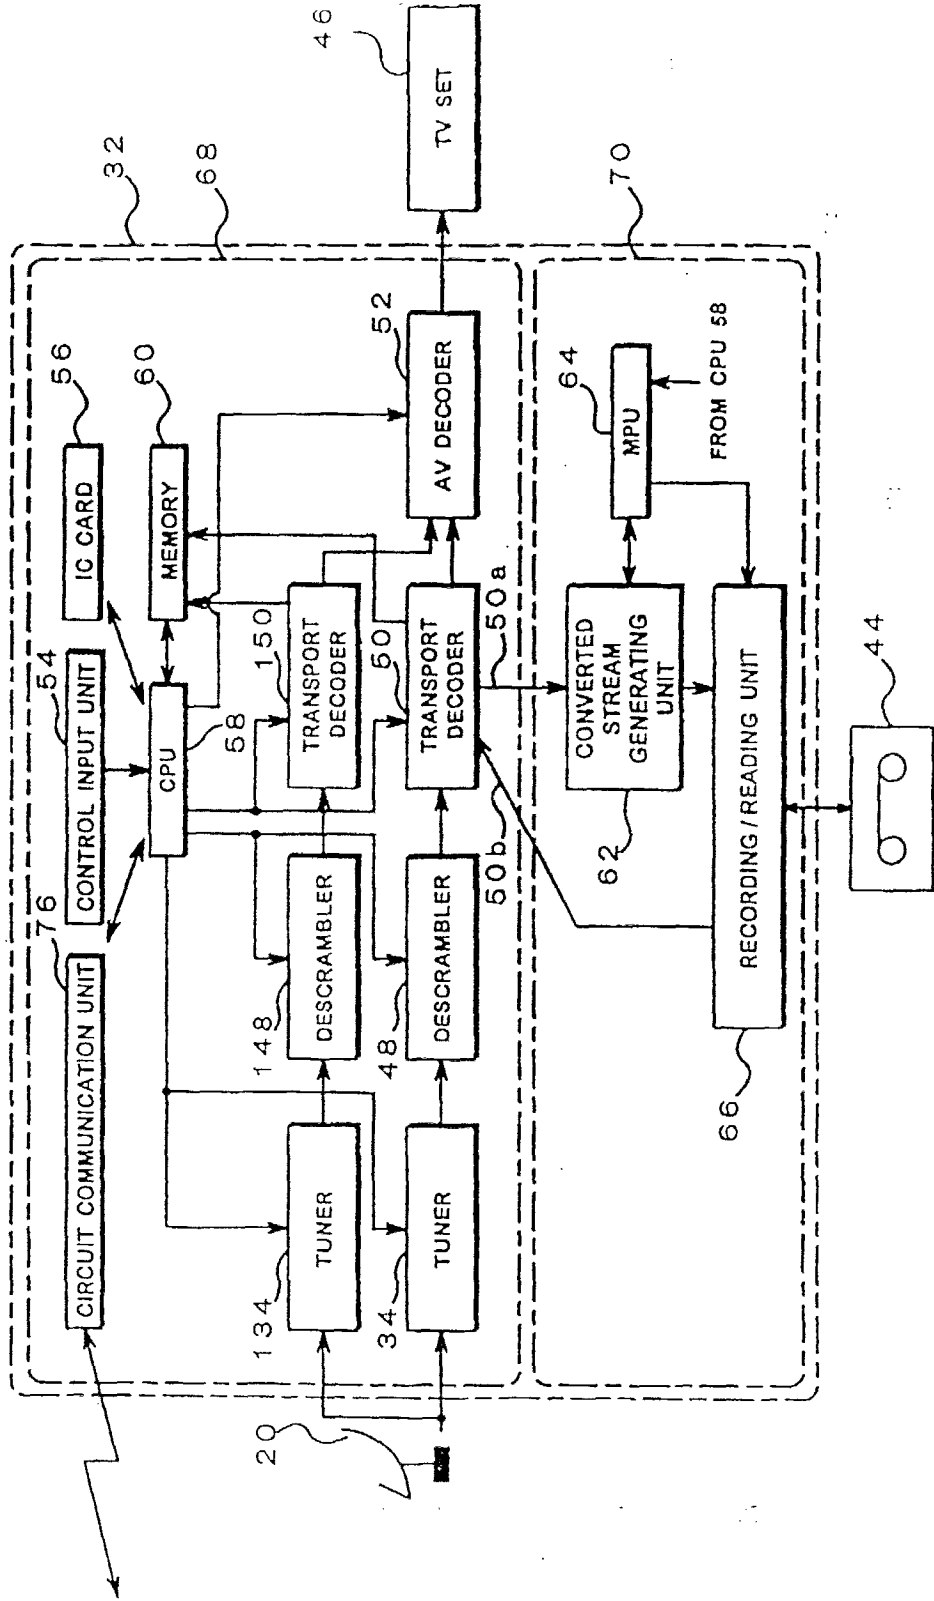 32
68
76
54
56
CIRCUIT COMMUNICATION UNIT
CONTROL INPUT UNIT
IC CARD
60
CPU
MEMORY
58
46
TV SET
134
TUNER
148
DESCRAMBLER
150
TRANSPORT
DECODER
52
AV DECODER
20
34
TUNER
48
DESCRAMBLER
50
TRANSPORT
DECODER
50b
50a
70
62
CONVERTED
STREAM
GENERATING
UNIT
64
MPU
FROM CPU 58
66
RECORDING/READING UNIT
44